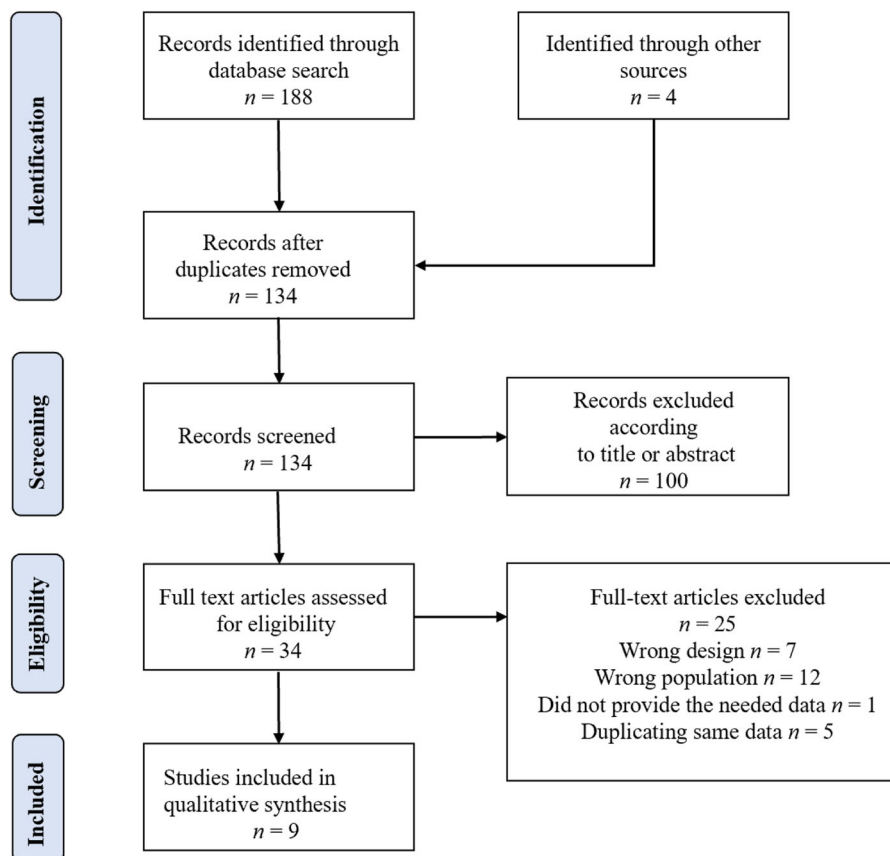 Identification
Records identified through
database search
n = 188
Identified through other
sources
n = 4
Records after
duplicates removed
n = 134
Screening
Records screened
n = 134
Records excluded
according
to title or abstract
n = 100
Eligibility
Full text articles assessed
for eligibility
n = 34
Full-text articles excluded
n = 25
Wrong design n = 7
Wrong population n = 12
Did not provide the needed data n = 1
Duplicating same data n = 5
Included
Studies included in
qualitative synthesis
n = 9